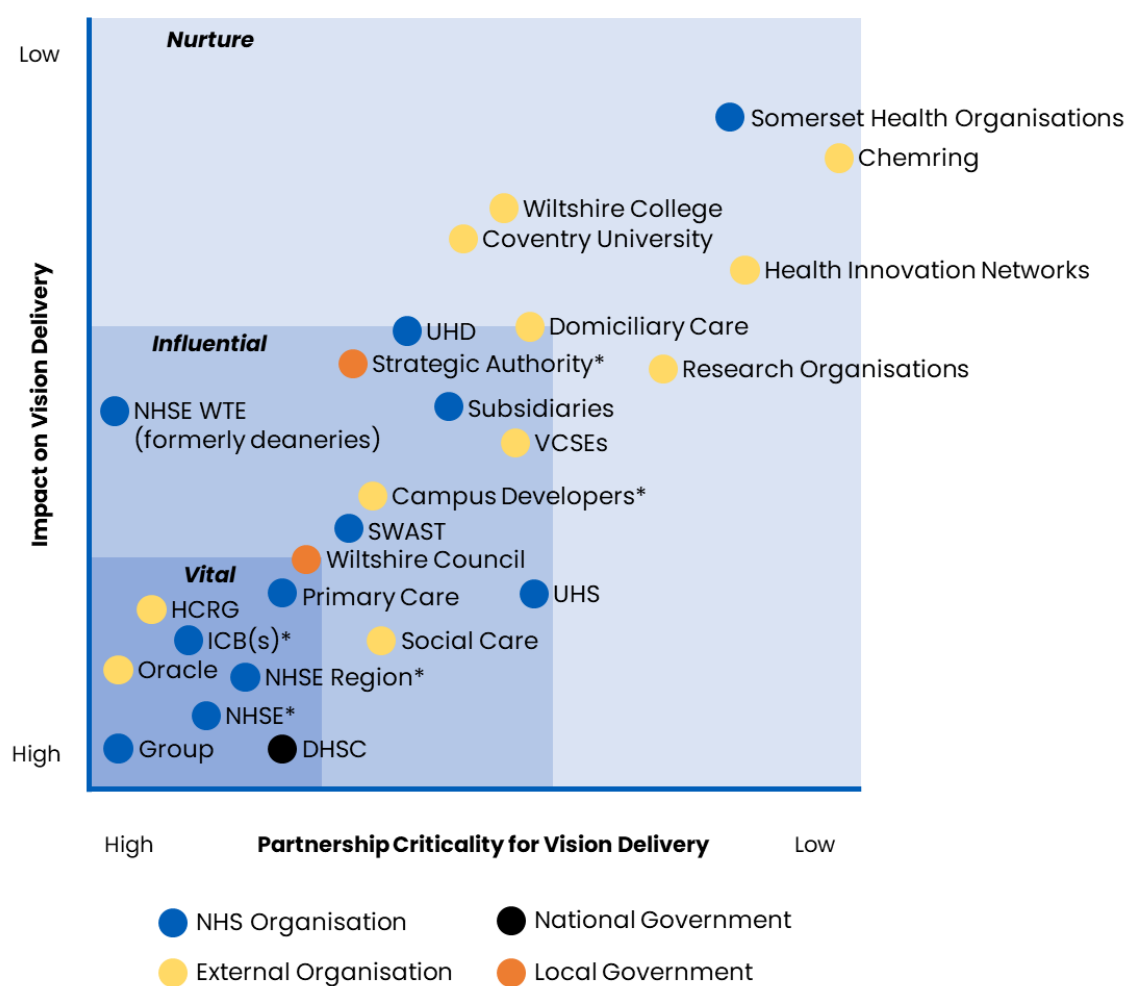 Nurture
Low
Somerset Health Organisations
Chemring
Wiltshire College
Coventry University
Health Innovation Networks
Domiciliary Care
UHD
Influential
Strategic Authority*
Research Organisations
NHSE WTE
(formerly deaneries)
Subsidiaries
VCSEs
Impact on Vision Delivery
Campus Developers*
SWAST
Wiltshire Council
Vital
Primary Care
UHS
HCRG
ICB(s)*
Social Care
Oracle
NHSE Region*
NHSE*
High
Group
DHSC
High
Partnership Criticality for Vision Delivery
Low
NHS Organisation
National Government
External Organisation
Local Government